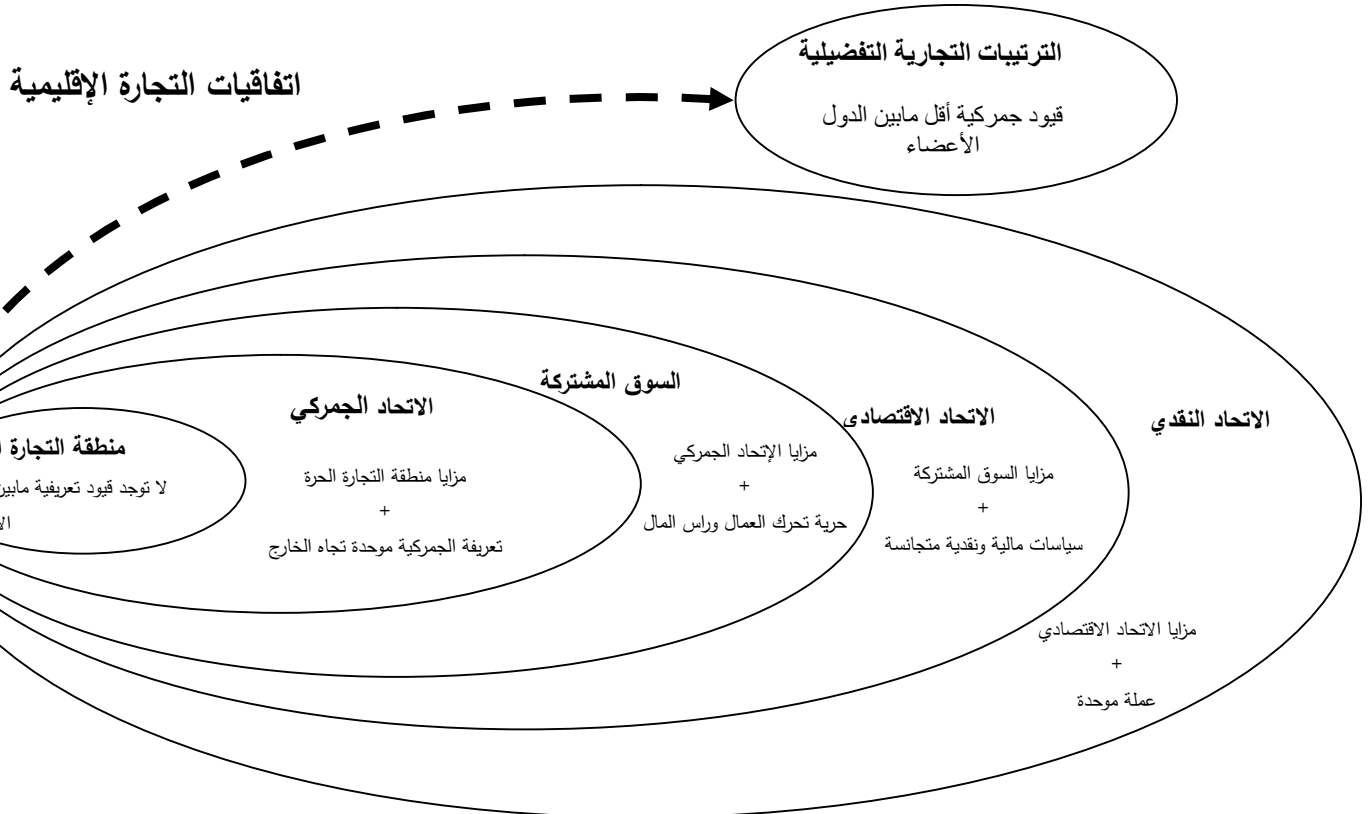 اتفاقيات التجارة الإقليمية
الترتيبات التجارية التفضيلية
قيود جمركية أقل مابين الدول
الأعضاء
منطقة التجارة
لا توجد قيود تعريفية مابين
الاتحاد الجمركي
مزايا منطقة التجارة الحرة
+
تعريفة الجمركية موحدة تجاه الخارج
السوق المشتركة
مزايا الإتحاد الجمركي
+
حرية تحرك العمال وراس المال
الاتحاد الاقتصادى
مزايا السوق المشتركة
+
سياسات مالية ونقدية متجانسة
الاتحاد النقدي
مزايا الاتحاد الاقتصادي
+
عملة موحدة